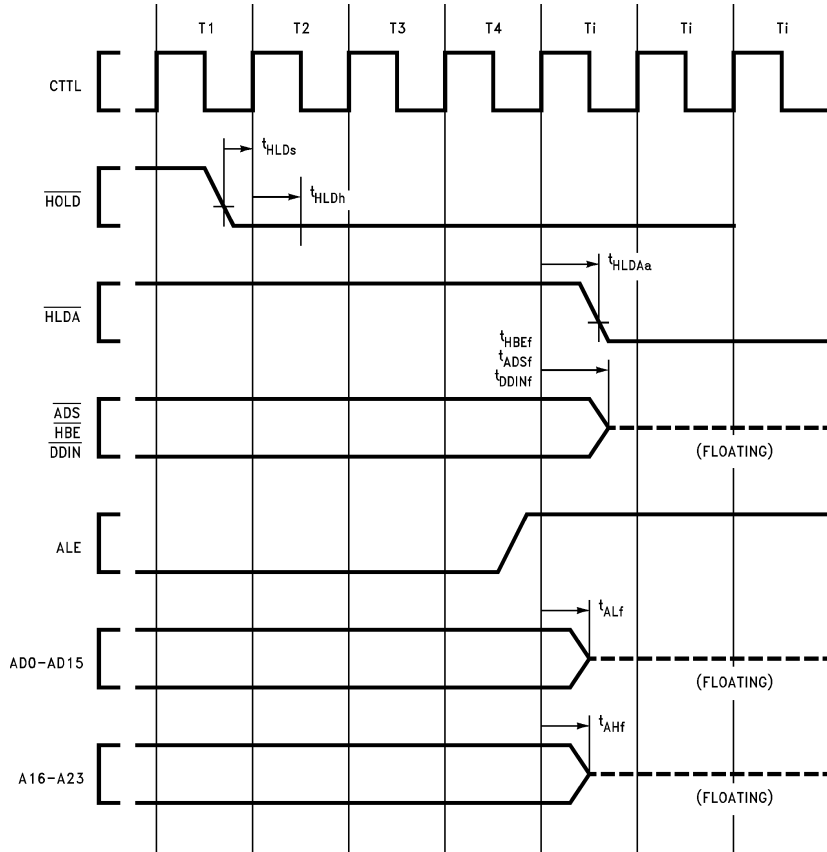 T1 T2 T3 T4 Ti Ti Ti
CTTL
tHLDs
HOLD
tHLDh
tHLDAa
HLDA
tHBEf
tADSf
tDDINf
ADS
HBE
DDIN
(FLOATING)
ALE
tALf
AD0-AD15
(FLOATING)
tAHf
A16-A23
(FLOATING)